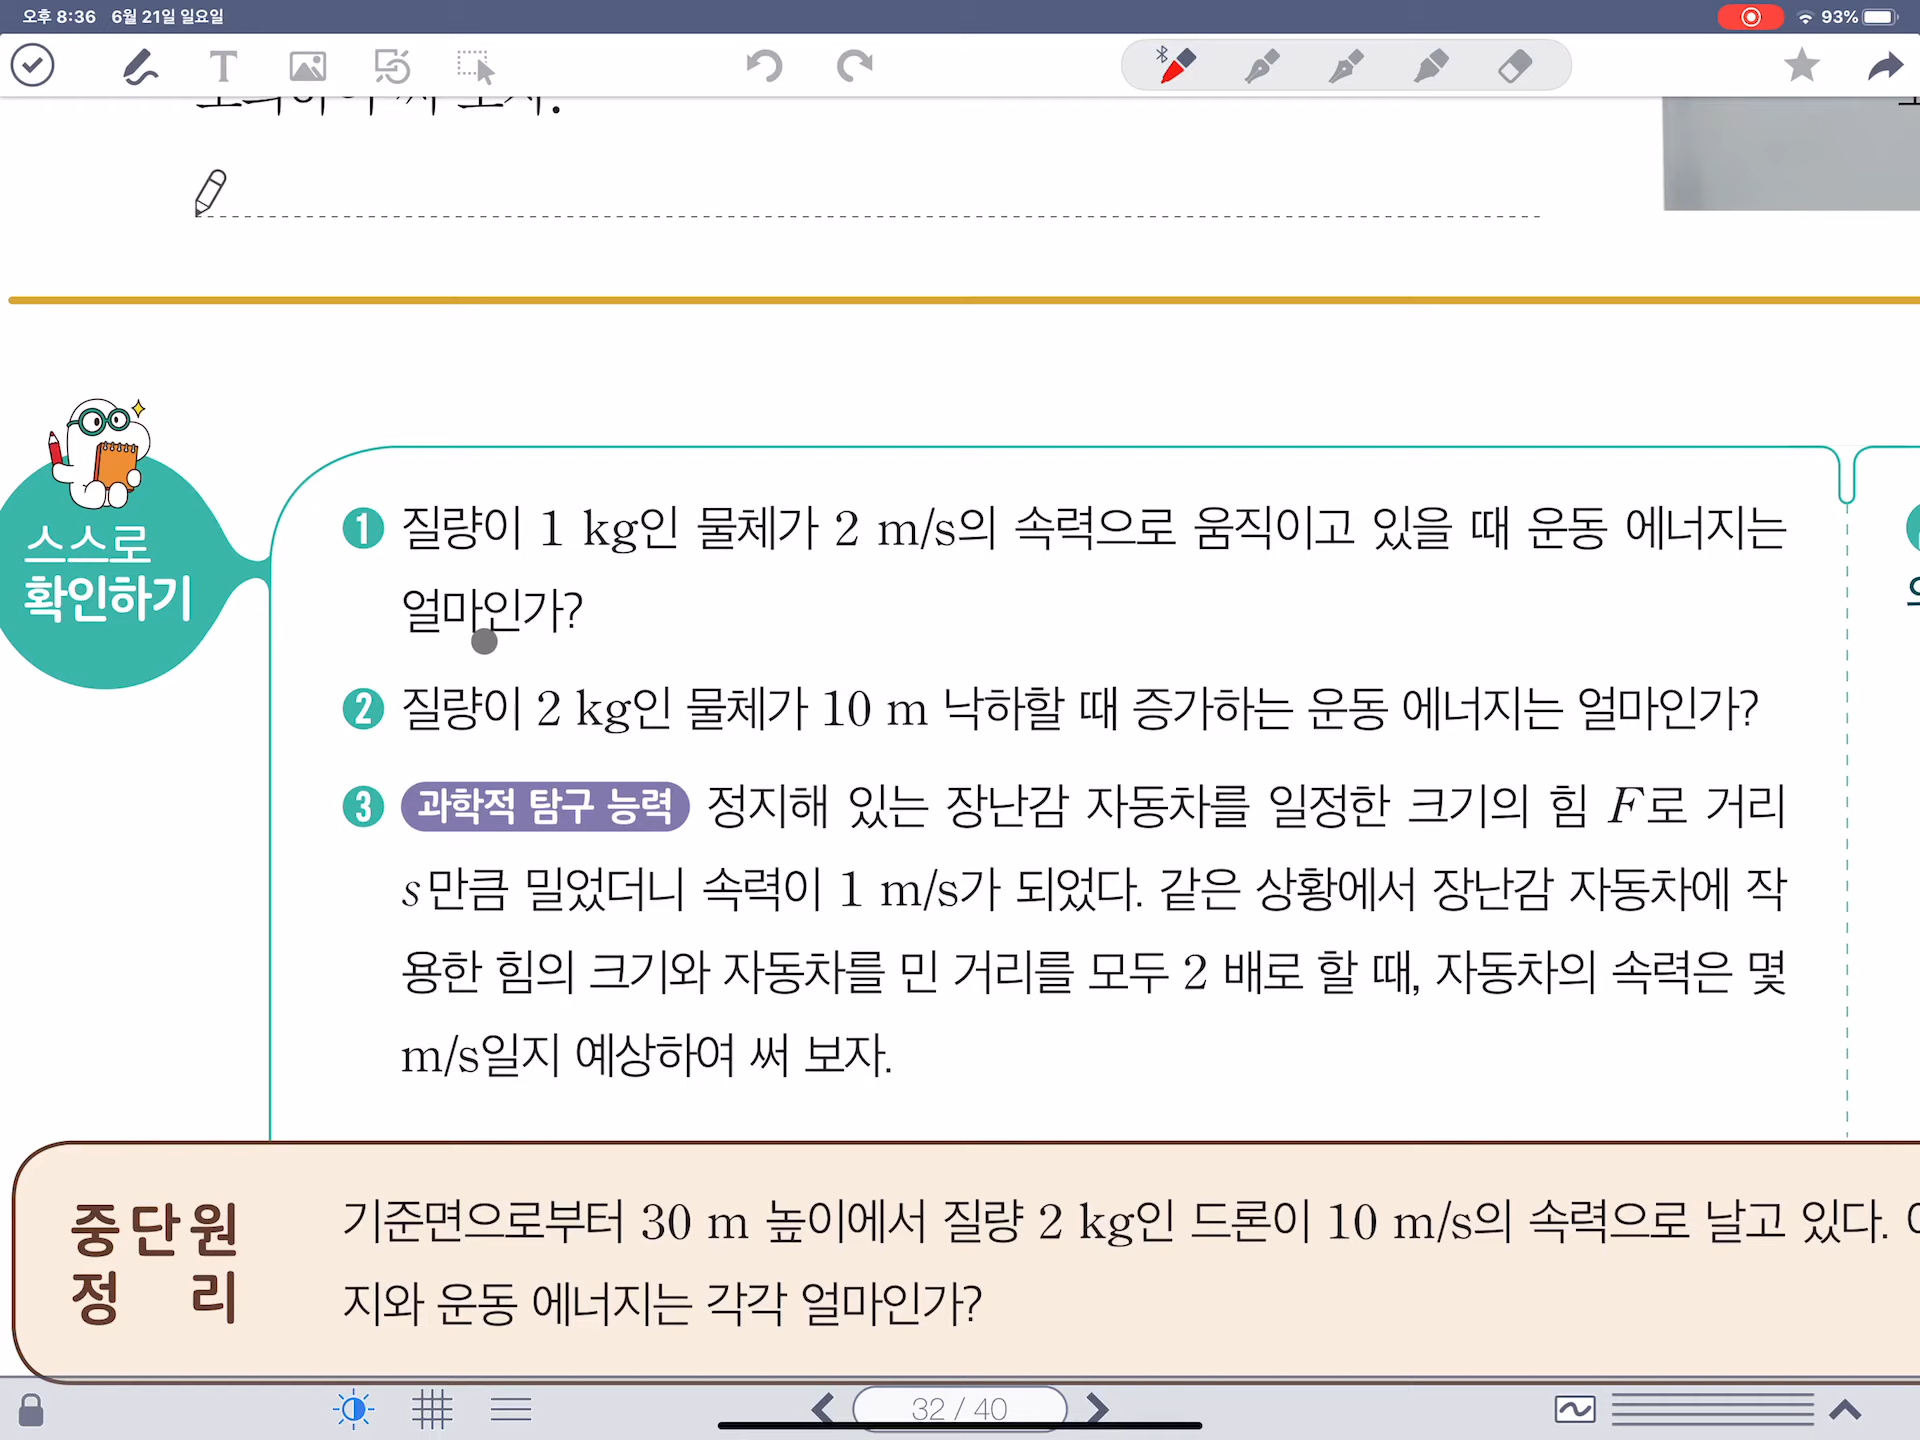 오후 8:36 6월 21일 일요일
93%
T
스스로
확인하기
1 질량이 1 kg인 물체가 2 m/s의 속력으로 움직이고 있을 때 운동 에너지는
얼마인가?
2 질량이 2 kg인 물체가 10 m 낙하할 때 증가하는 운동 에너지는 얼마인가?
3 과학적 탐구 능력 정지해 있는 장난감 자동차를 일정한 크기의 힘 F로 거리
s만큼 밀었더니 속력이 1 m/s가 되었다. 같은 상황에서 장난감 자동차에 작
용한 힘의 크기와 자동차를 민 거리를 모두 2 배로 할 때, 자동차의 속력은 몇
m/s일지 예상하여 써 보자.
중단원
정 리
기준면으로부터 30 m 높이에서 질량 2 kg인 드론이 10 m/s의 속력으로 날고 있다.
지와 운동 에너지는 각각 얼마인가?
32 / 40